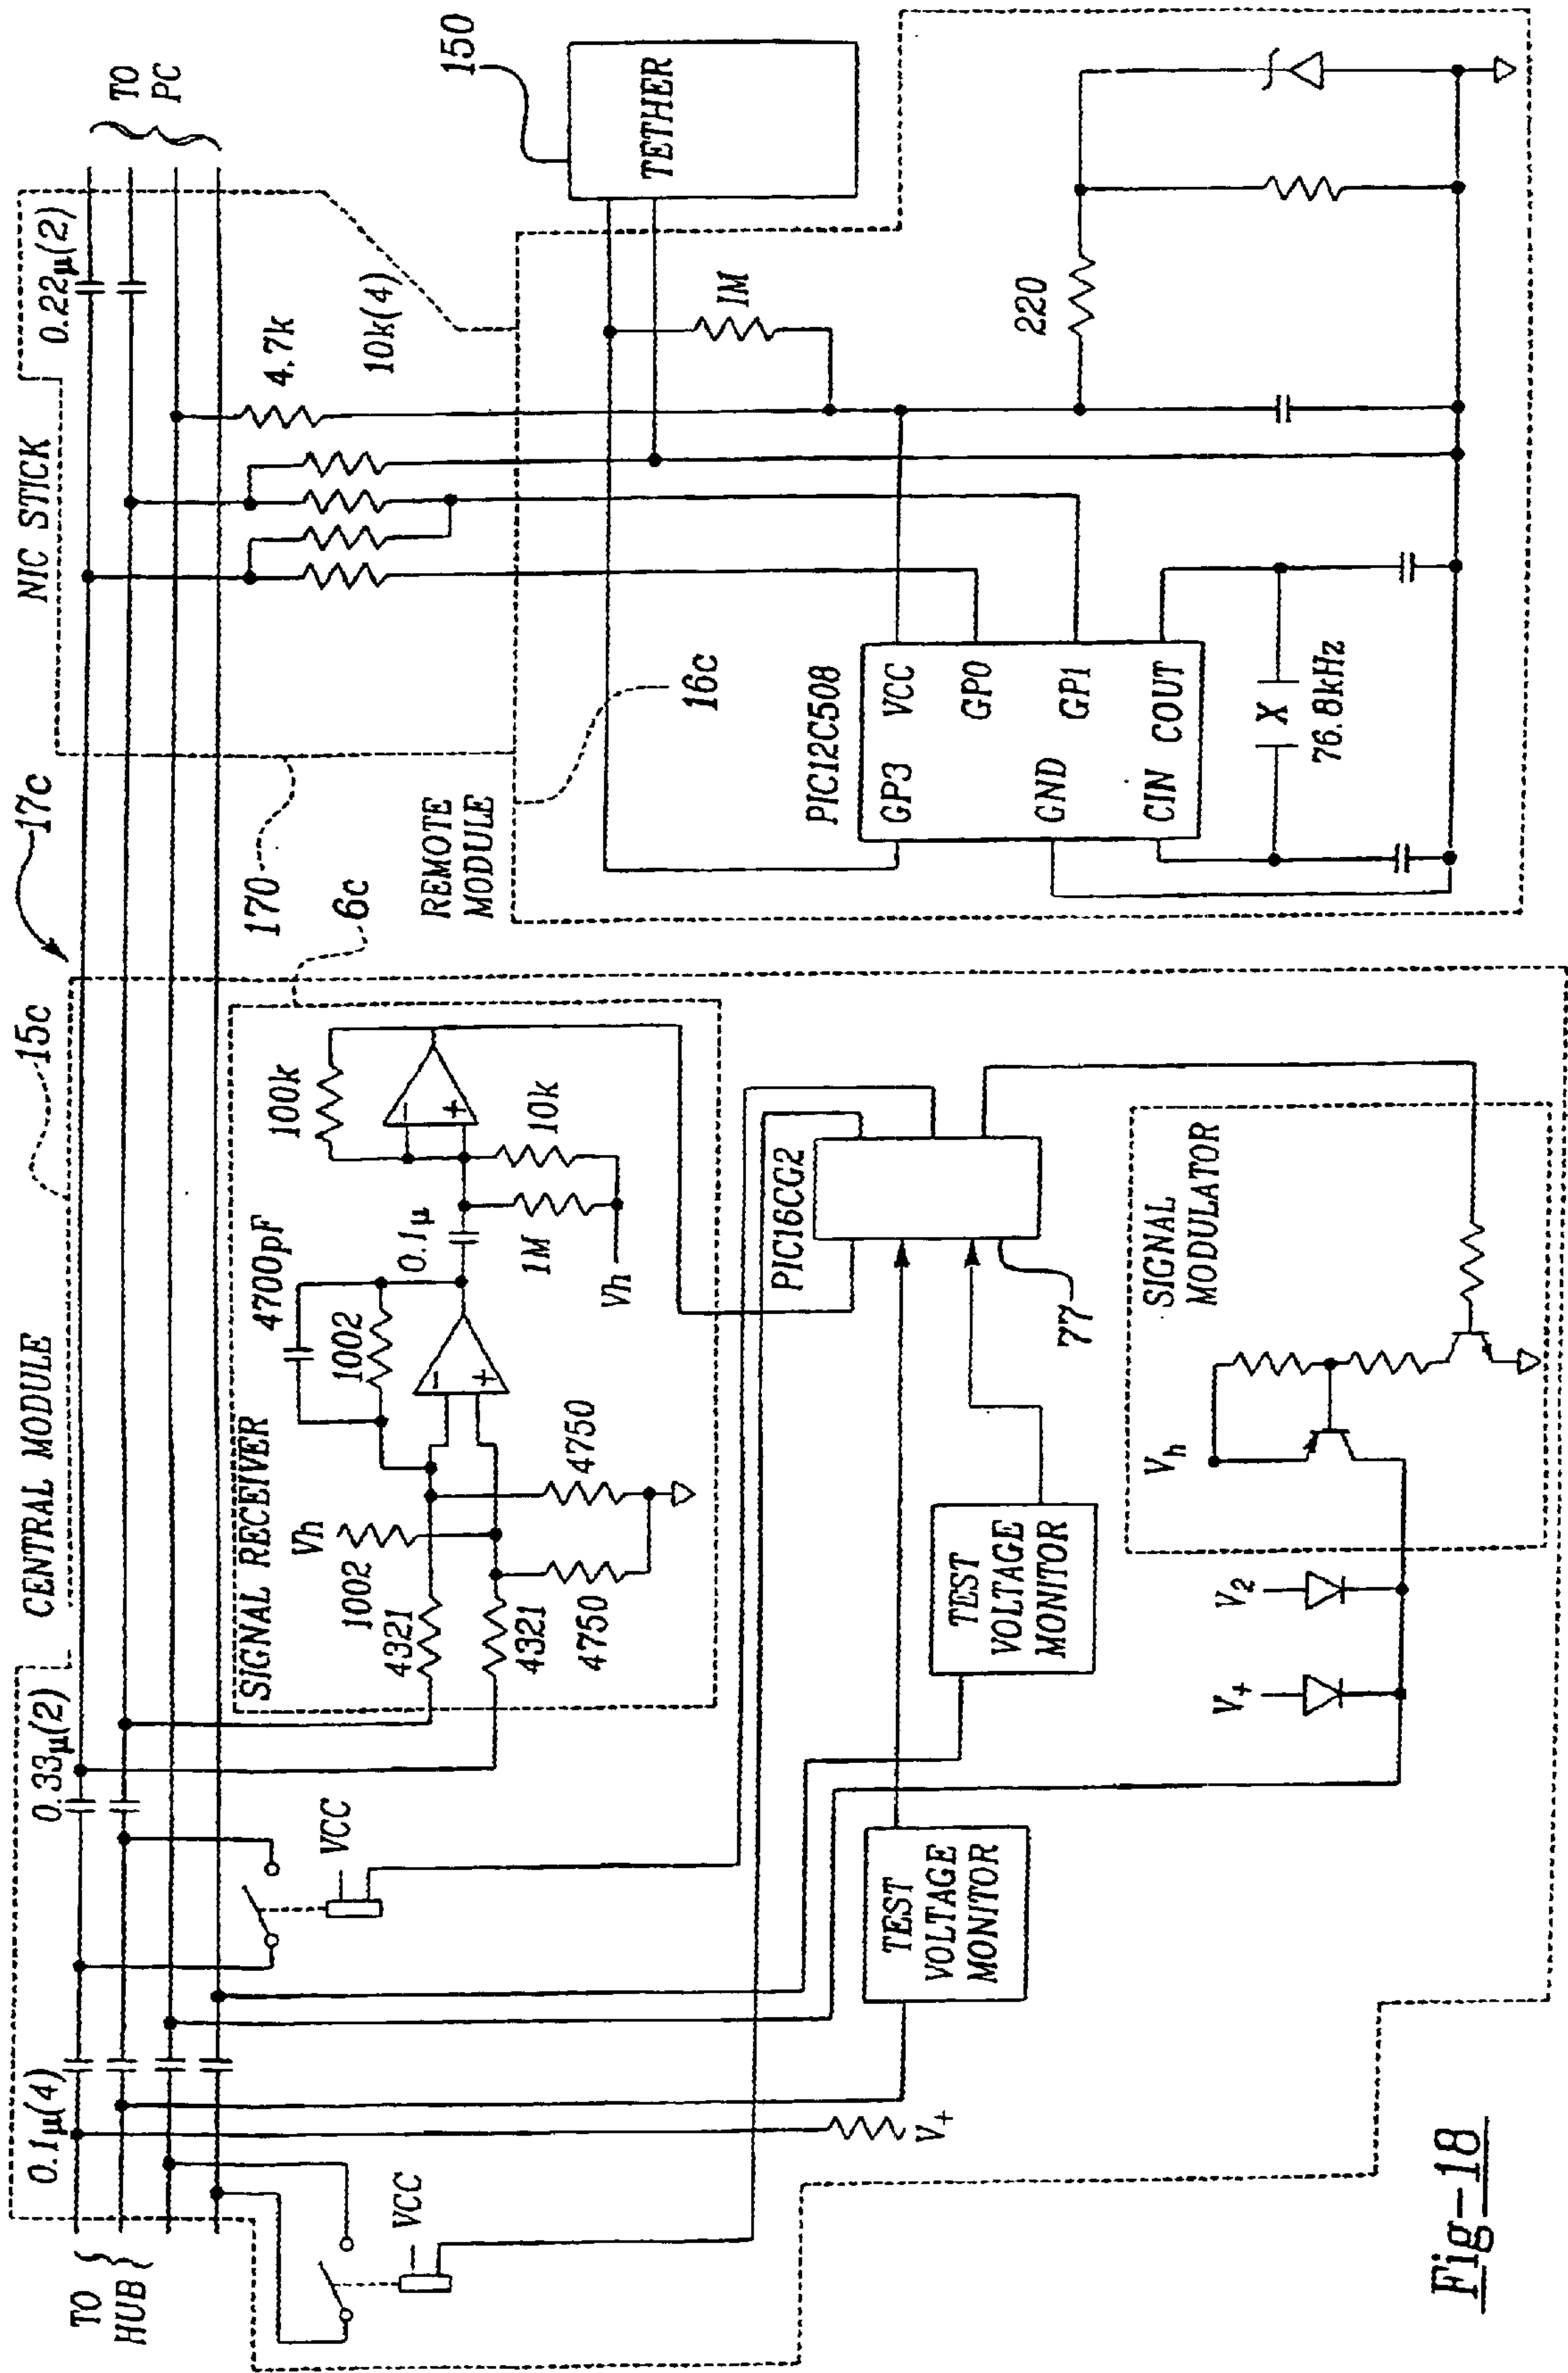 15c
17c
CENTRAL MODULE
NIC STICK
TO
HUB
0.1μ(4)
0.33μ(2)
0.22μ(2)
TO
PC
VCC
VCC
V+
SIGNAL RECEIVER
4700pF
1002
0.1μ
100k
-
+
-
+
Vh
1002
4321
4321
4750
4750
1M
10k
Vh
6c
170
4.7k
10k(4)
REMOTE
MODULE
16c
150
TETHER
1M
220
PIC12C508
GP3
VCC
GP0
GND
GP1
CIN
COUT
X
76.8kHz
PIC16CG2
77
TEST
VOLTAGE
MONITOR
TEST
VOLTAGE
MONITOR
V+
V2
Vh
SIGNAL
MODULATOR
Fig-18